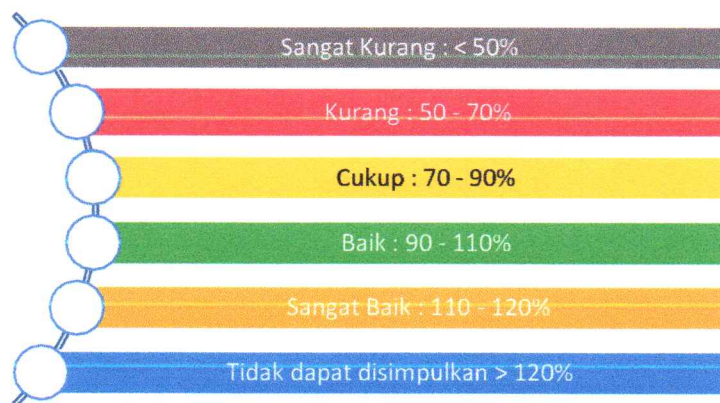 Sangat Kurang : < 50%
Kurang : 50 - 70%
Cukup : 70 - 90%
Baik : 90 - 110%
Sangat Baik : 110 - 120%
Tidak dapat disimpulkan > 120%